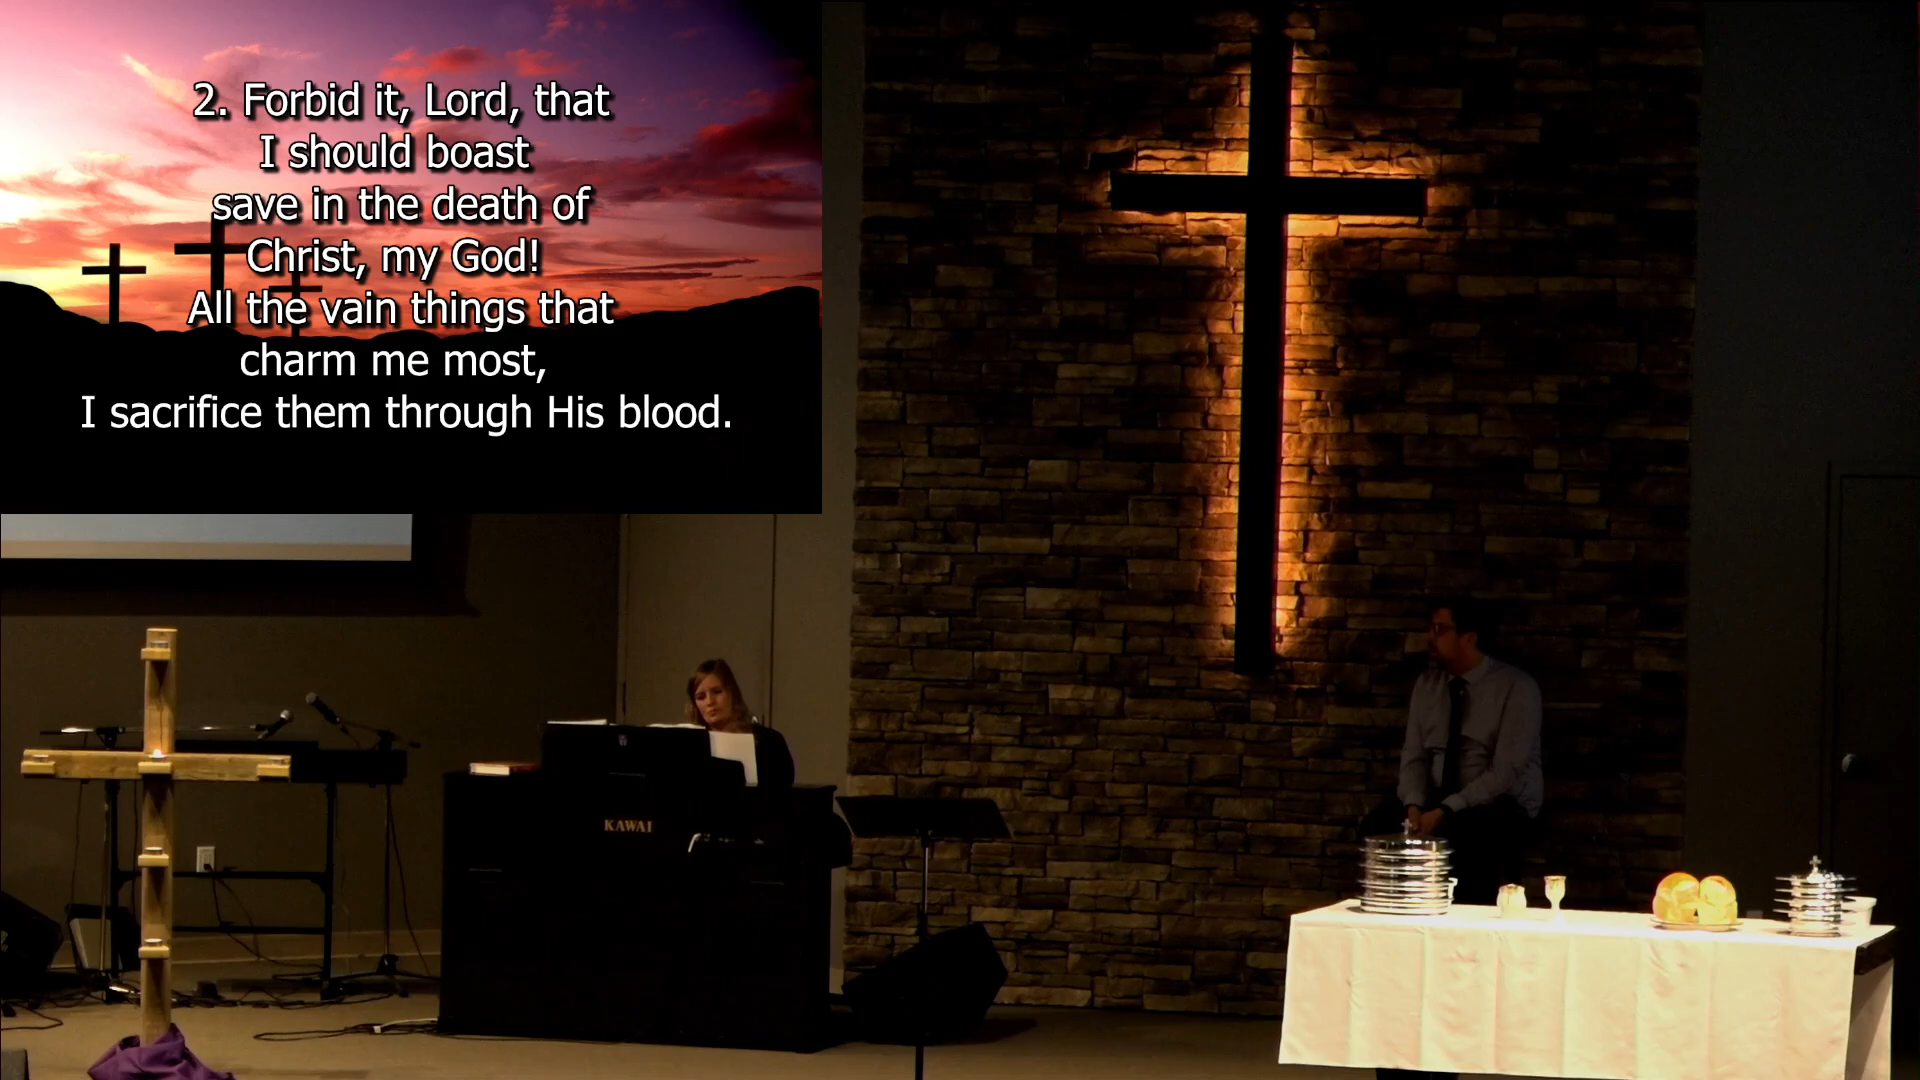 2. Forbid it, Lord, that
I should boast
save in the death of
Christ, my God!
All the vain things that
charm me most,
I sacrifice them through His blood.
KAWAI